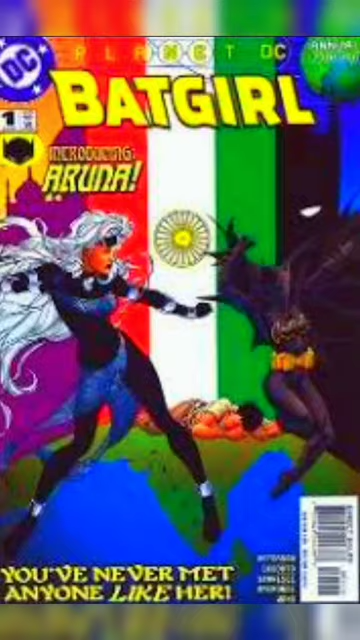 PLANET DC
DC
ANNUAL
BATGIRL
1
INTRODUCING:
ARUNA!
YOU'VE NEVER MET
ANYONE LIKE HER!